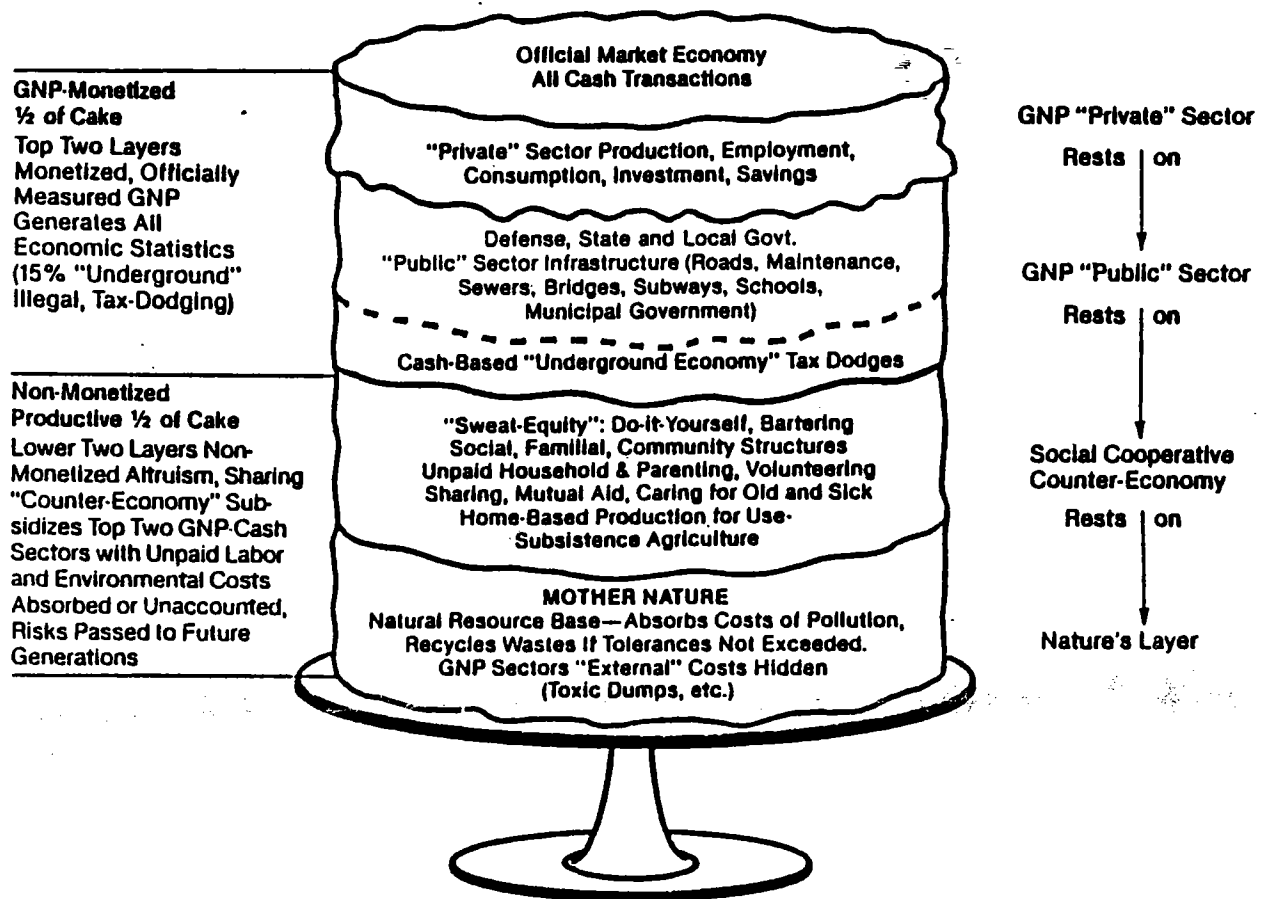 Official Market Economy
All Cash Transactions
GNP-Monetized
½ of Cake
Top Two Layers
Monetized, Officially
Measured GNP
Generates All
Economic Statistics
(15% "Underground"
Illegal, Tax-Dodging)
"Private" Sector Production, Employment,
Consumption, Investment, Savings
Defense, State and Local Govt.
"Public" Sector Infrastructure (Roads, Maintenance,
Sewers, Bridges, Subways, Schools,
Municipal Government)
Cash-Based "Underground Economy" Tax Dodges
GNP "Private" Sector
Rests on
GNP "Public" Sector
Rests on
Social Cooperative
Counter-Economy
Rests on
Nature's Layer
Non-Monetized
Productive ½ of Cake
Lower Two Layers Non-
Monetized Altruism, Sharing
"Counter-Economy" Sub-
sidizes Top Two GNP-Cash
Sectors with Unpaid Labor
and Environmental Costs
Absorbed or Unaccounted,
Risks Passed to Future
Generations
"Sweat-Equity": Do-it-Yourself, Bartering
Social, Familial, Community Structures
Unpaid Household & Parenting, Volunteering
Sharing, Mutual Aid, Caring for Old and Sick
Home-Based Production for Use-
Subsistence Agriculture
MOTHER NATURE
Natural Resource Base—Absorbs Costs of Pollution,
Recycles Wastes If Tolerances Not Exceeded.
GNP Sectors "External" Costs Hidden
(Toxic Dumps, etc.)